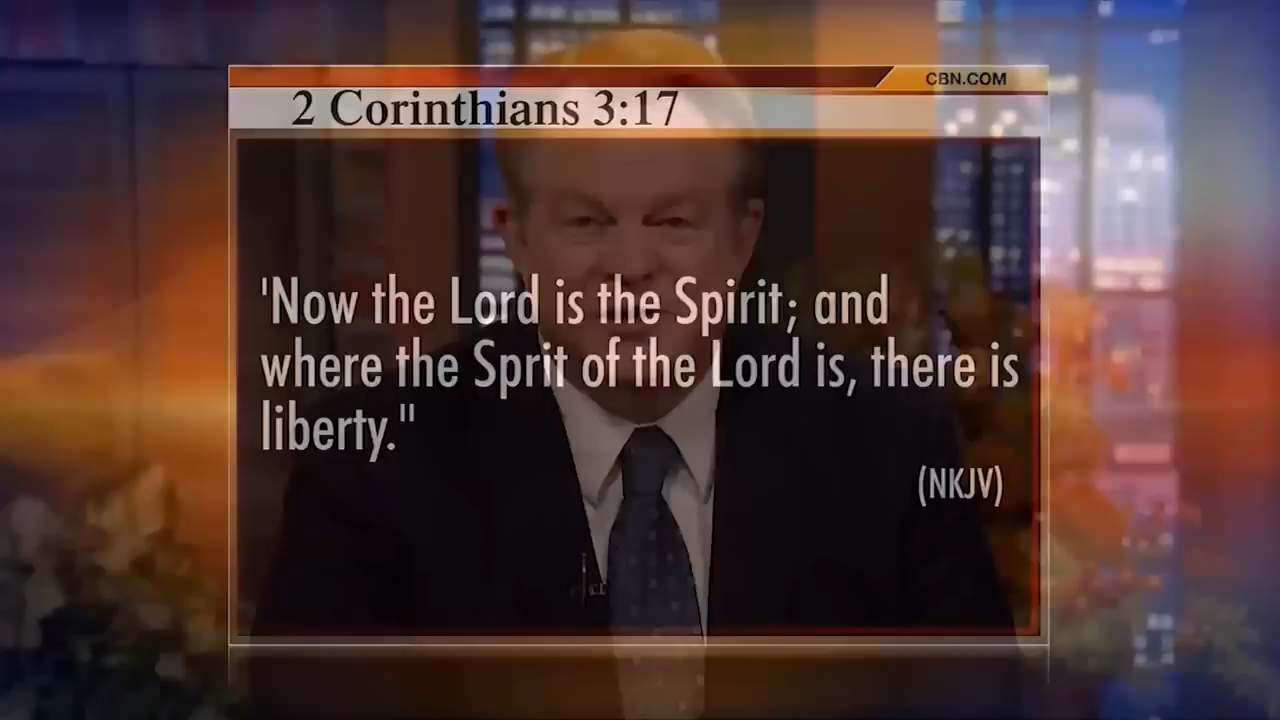 CBN.COM
2 Corinthians 3:17
'Now the Lord is the Spirit; and
where the Sprit of the Lord is, there is
liberty."
(NKJV)